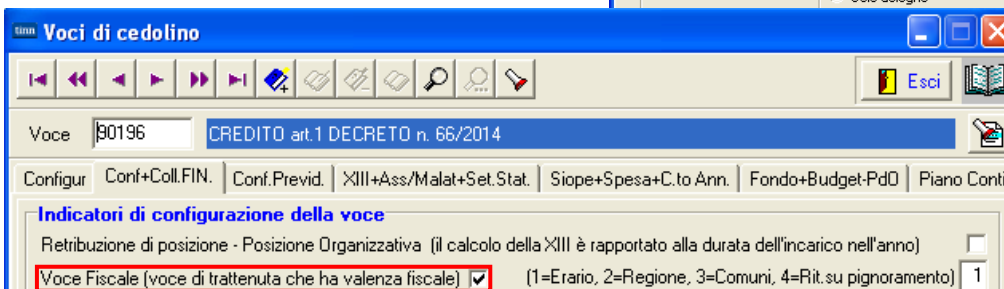 Solo delegno
tinn Voci di cedolino
Esci
Voce 90196 CREDITO art.1 DECRETO n. 66/2014
Configur Conf+Coll.FIN. Conf.Previd. XIII+Ass/Malat+Set.Stat. Siope+Spesa+C.to Ann. Fondo+Budget-PdO Piano Conti
Indicatori di configurazione della voce
Retribuzione di posizione - Posizione Organizzativa (il calcolo della XIII è rapportato alla durata dell'incarico nell'anno)
Voce Fiscale (voce di trattenuta che ha valenza fiscale) (1=Erario, 2=Regione, 3=Comuni, 4=Rit.su pignoramento) 1